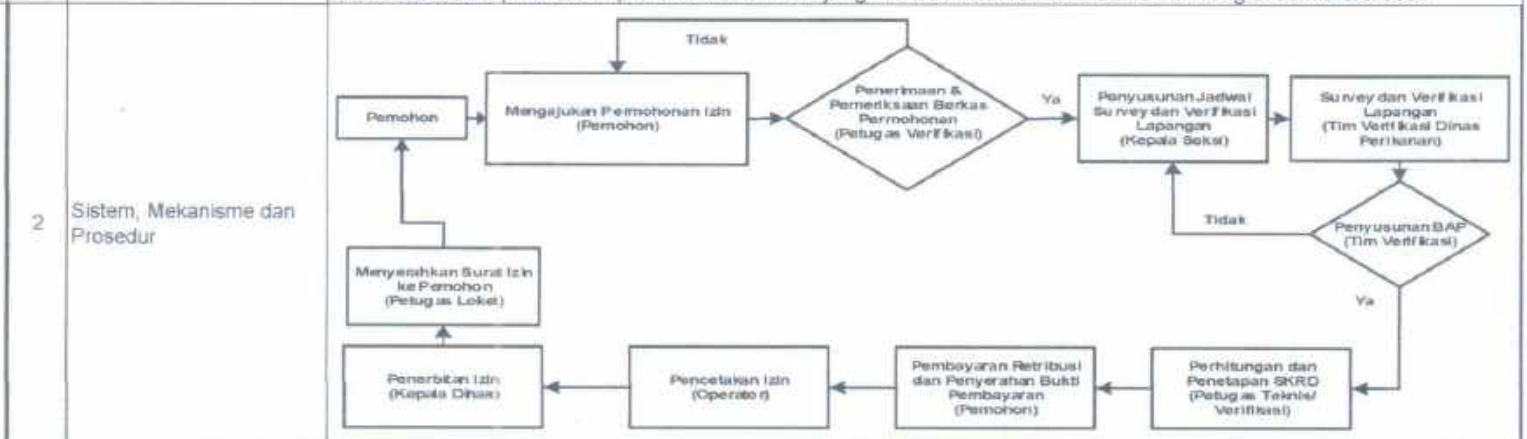 Tidak
Pemohon
Mengajukan Permohonan Izin
(Pemohon)
Penerimaan &
Pemeriksaan Berkas
Permohonan
(Petugas Verifikasi)
Ya
Penyusunan Jadwal
Survey dan Verifikasi
Lapangan
(Kepala Seksi)
Survey dan Verifikasi
Lapangan
(Tim Verifikasi Dinas
Perikanan)
2
Sistem, Mekanisme dan
Prosedur
Tidak
Penyusunan BAP
(Tim Verifikasi)
Ya
Menyerahkan Surat Izin
ke Pemohon
(Petugas Loket)
Penerbitan Izin
(Kepala Dinas)
Pencetakan Izin
(Operator)
Pembayaran Retribusi
dan Penyerahan Bukti
Pembayaran
(Pemohon)
Perhitungan dan
Penetapan SKRD
(Petugas Teknis/
Verifikasi)